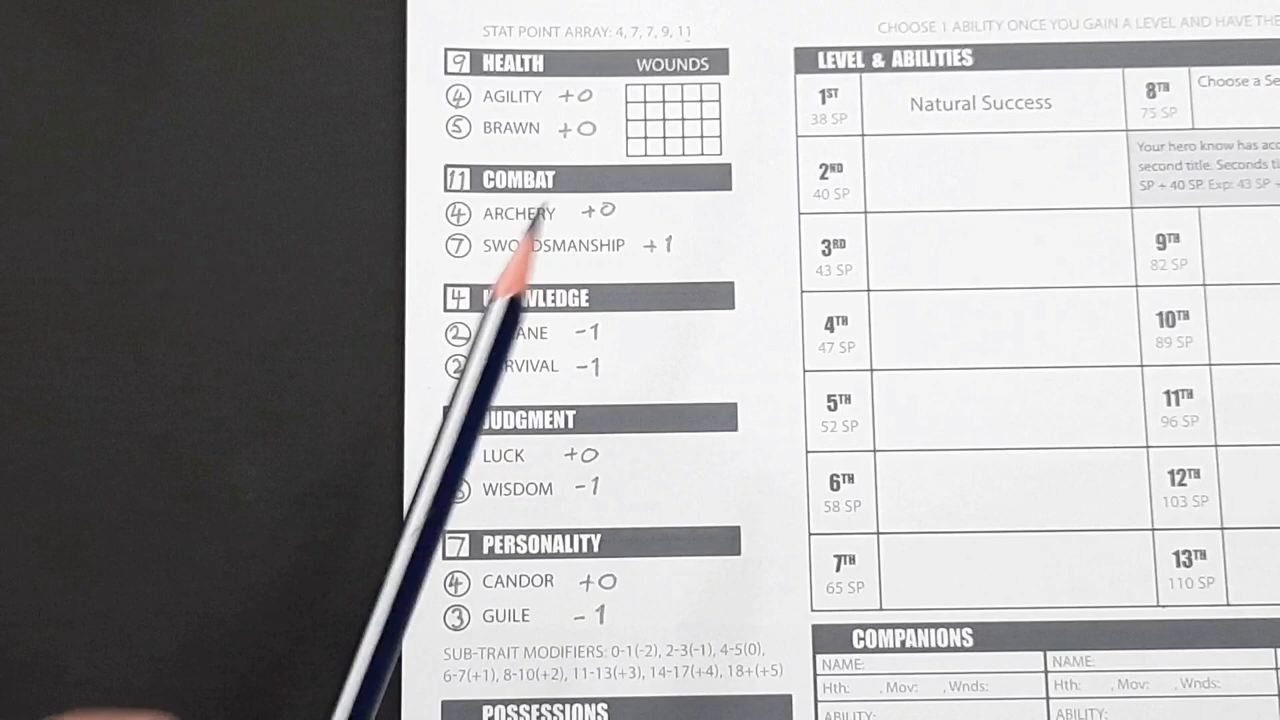 STAT POINT ARRAY: 4, 7, 7, 9, 11
9 HEALTH WOUNDS
4 AGILITY +0
5 BRAWN +0
11 COMBAT
4 ARCHERY +0
7 SWORDSMANSHIP +1
4
2 -1
2 -1
JUDGMENT
LUCK +0
WISDOM -1
7 PERSONALITY
4 CANDOR +0
3 GUILE -1
SUB-TRAIT MODIFIERS: 0-1(-2), 2-3(-1), 4-5(0),
6-7(+1), 8-10(+2), 11-13(+3), 14-17(+4), 18+(+5)
POSSESSIONS
CHOOSE 1 ABILITY ONCE YOU GAIN A LEVEL AND HAVE THE
LEVEL & ABILITIES
1ST Natural Success
38 SP
2ND
40 SP
3RD
43 SP
4TH
47 SP
5TH
52 SP
6TH
58 SP
7TH
65 SP
8TH Choose a Se
75 SP
Your hero know has acc
second title. Seconds
SP + 40 SP. Exp: 43 SP
9TH
82 SP
10TH
89 SP
11TH
96 SP
12TH
103 SP
13TH
110 SP
COMPANIONS
NAME: NAME:
Hth: , Mov: , Wnds: Hth: , Mov: , Wnds:
ABILITY: ABILITY: